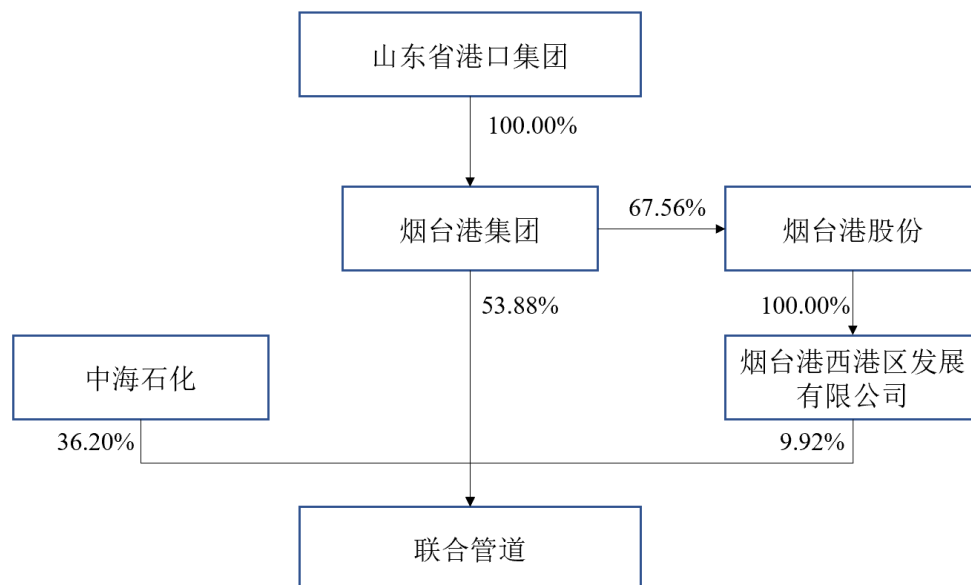 山东省港口集团
100.00%
烟台港集团
67.56%
烟台港股份
53.88%
100.00%
中海石化
烟台港西港区发展
有限公司
36.20%
9.92%
联合管道